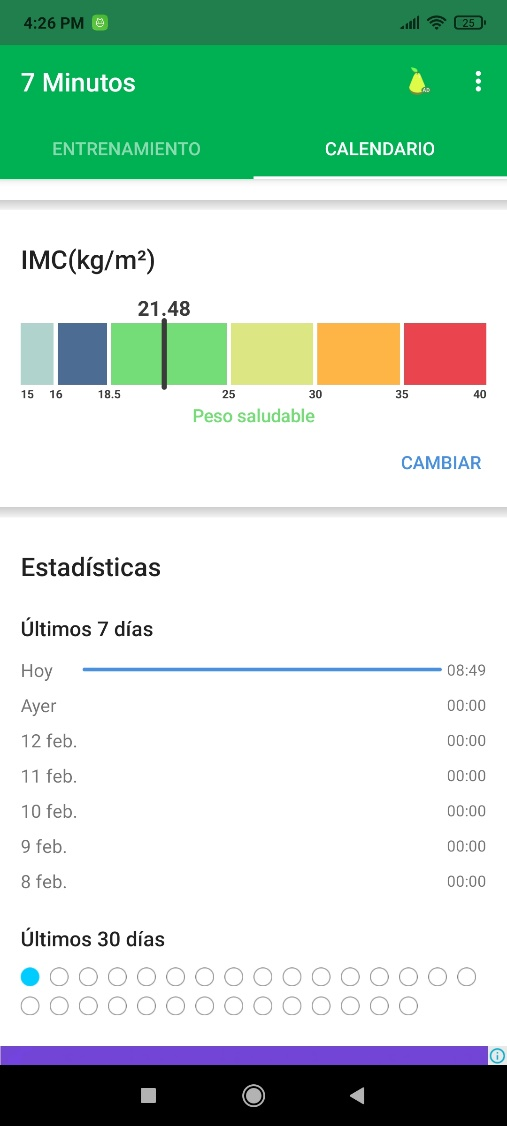 4:26 PM
25
7 Minutos
AD
ENTRENAMIENTO CALENDARIO
IMC(kg/m²)
21.48
15 16 18.5 25 30 35 40
Peso saludable
CAMBIAR
Estadísticas
Últimos 7 días
Hoy 08:49
Ayer 00:00
12 feb. 00:00
11 feb. 00:00
10 feb. 00:00
9 feb. 00:00
8 feb. 00:00
Últimos 30 días